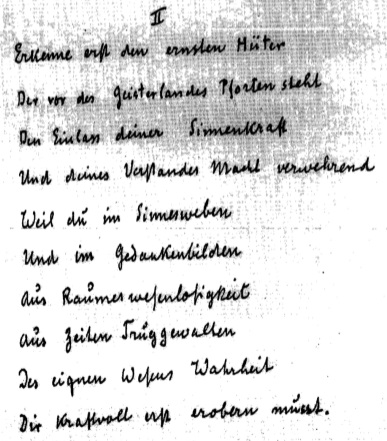 II
Erkenne erst den ernsten Hüter
Der vor des Geisterlandes Pforten steht
Den Einlass deiner Sinnenkraft
Und deines Verstandes Macht verwehrend
Weil du im Sinnesweben
Und im Gedankenbilden
Aus Raumeswesenlosigkeit
Aus Zeiten Truggewalten
Des eignen Wesens Wahrheit
Dir kraftvoll erst erobern musst.